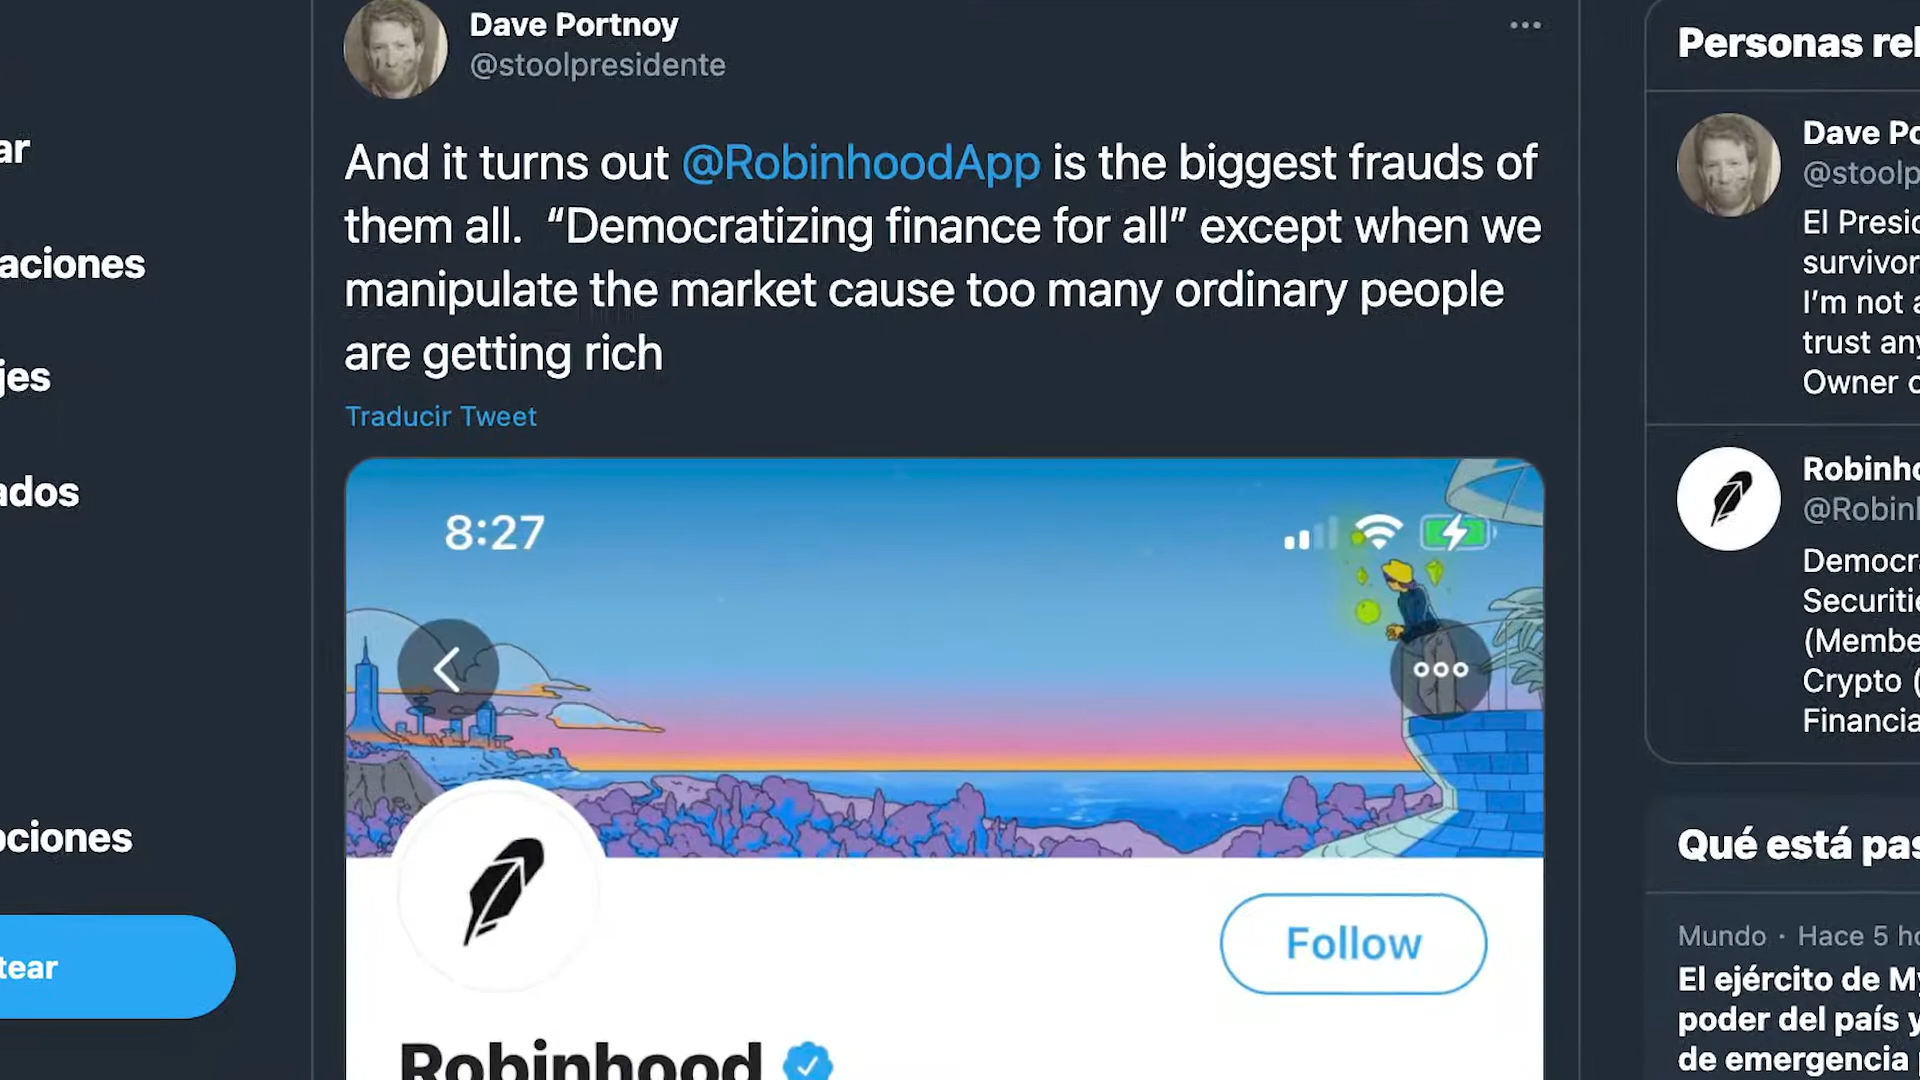 Dave Portnoy
@stoolpresidente
And it turns out @RobinhoodApp is the biggest frauds of
them all. “Democratizing finance for all” except when we
manipulate the market cause too many ordinary people
are getting rich
Traducir Tweet
8:27
Follow
Robinhood
ar
aciones
jes
ados
ociones
tear
Personas rel
Dave Po
@stoolp
El Presid
survivor
I’m not a
trust any
Owner o
Robinho
@Robinh
Democra
Securitie
(Membe
Crypto (
Financia
Qué está pas
Mundo · Hace 5 ho
El ejército de My
poder del país y
de emergencia